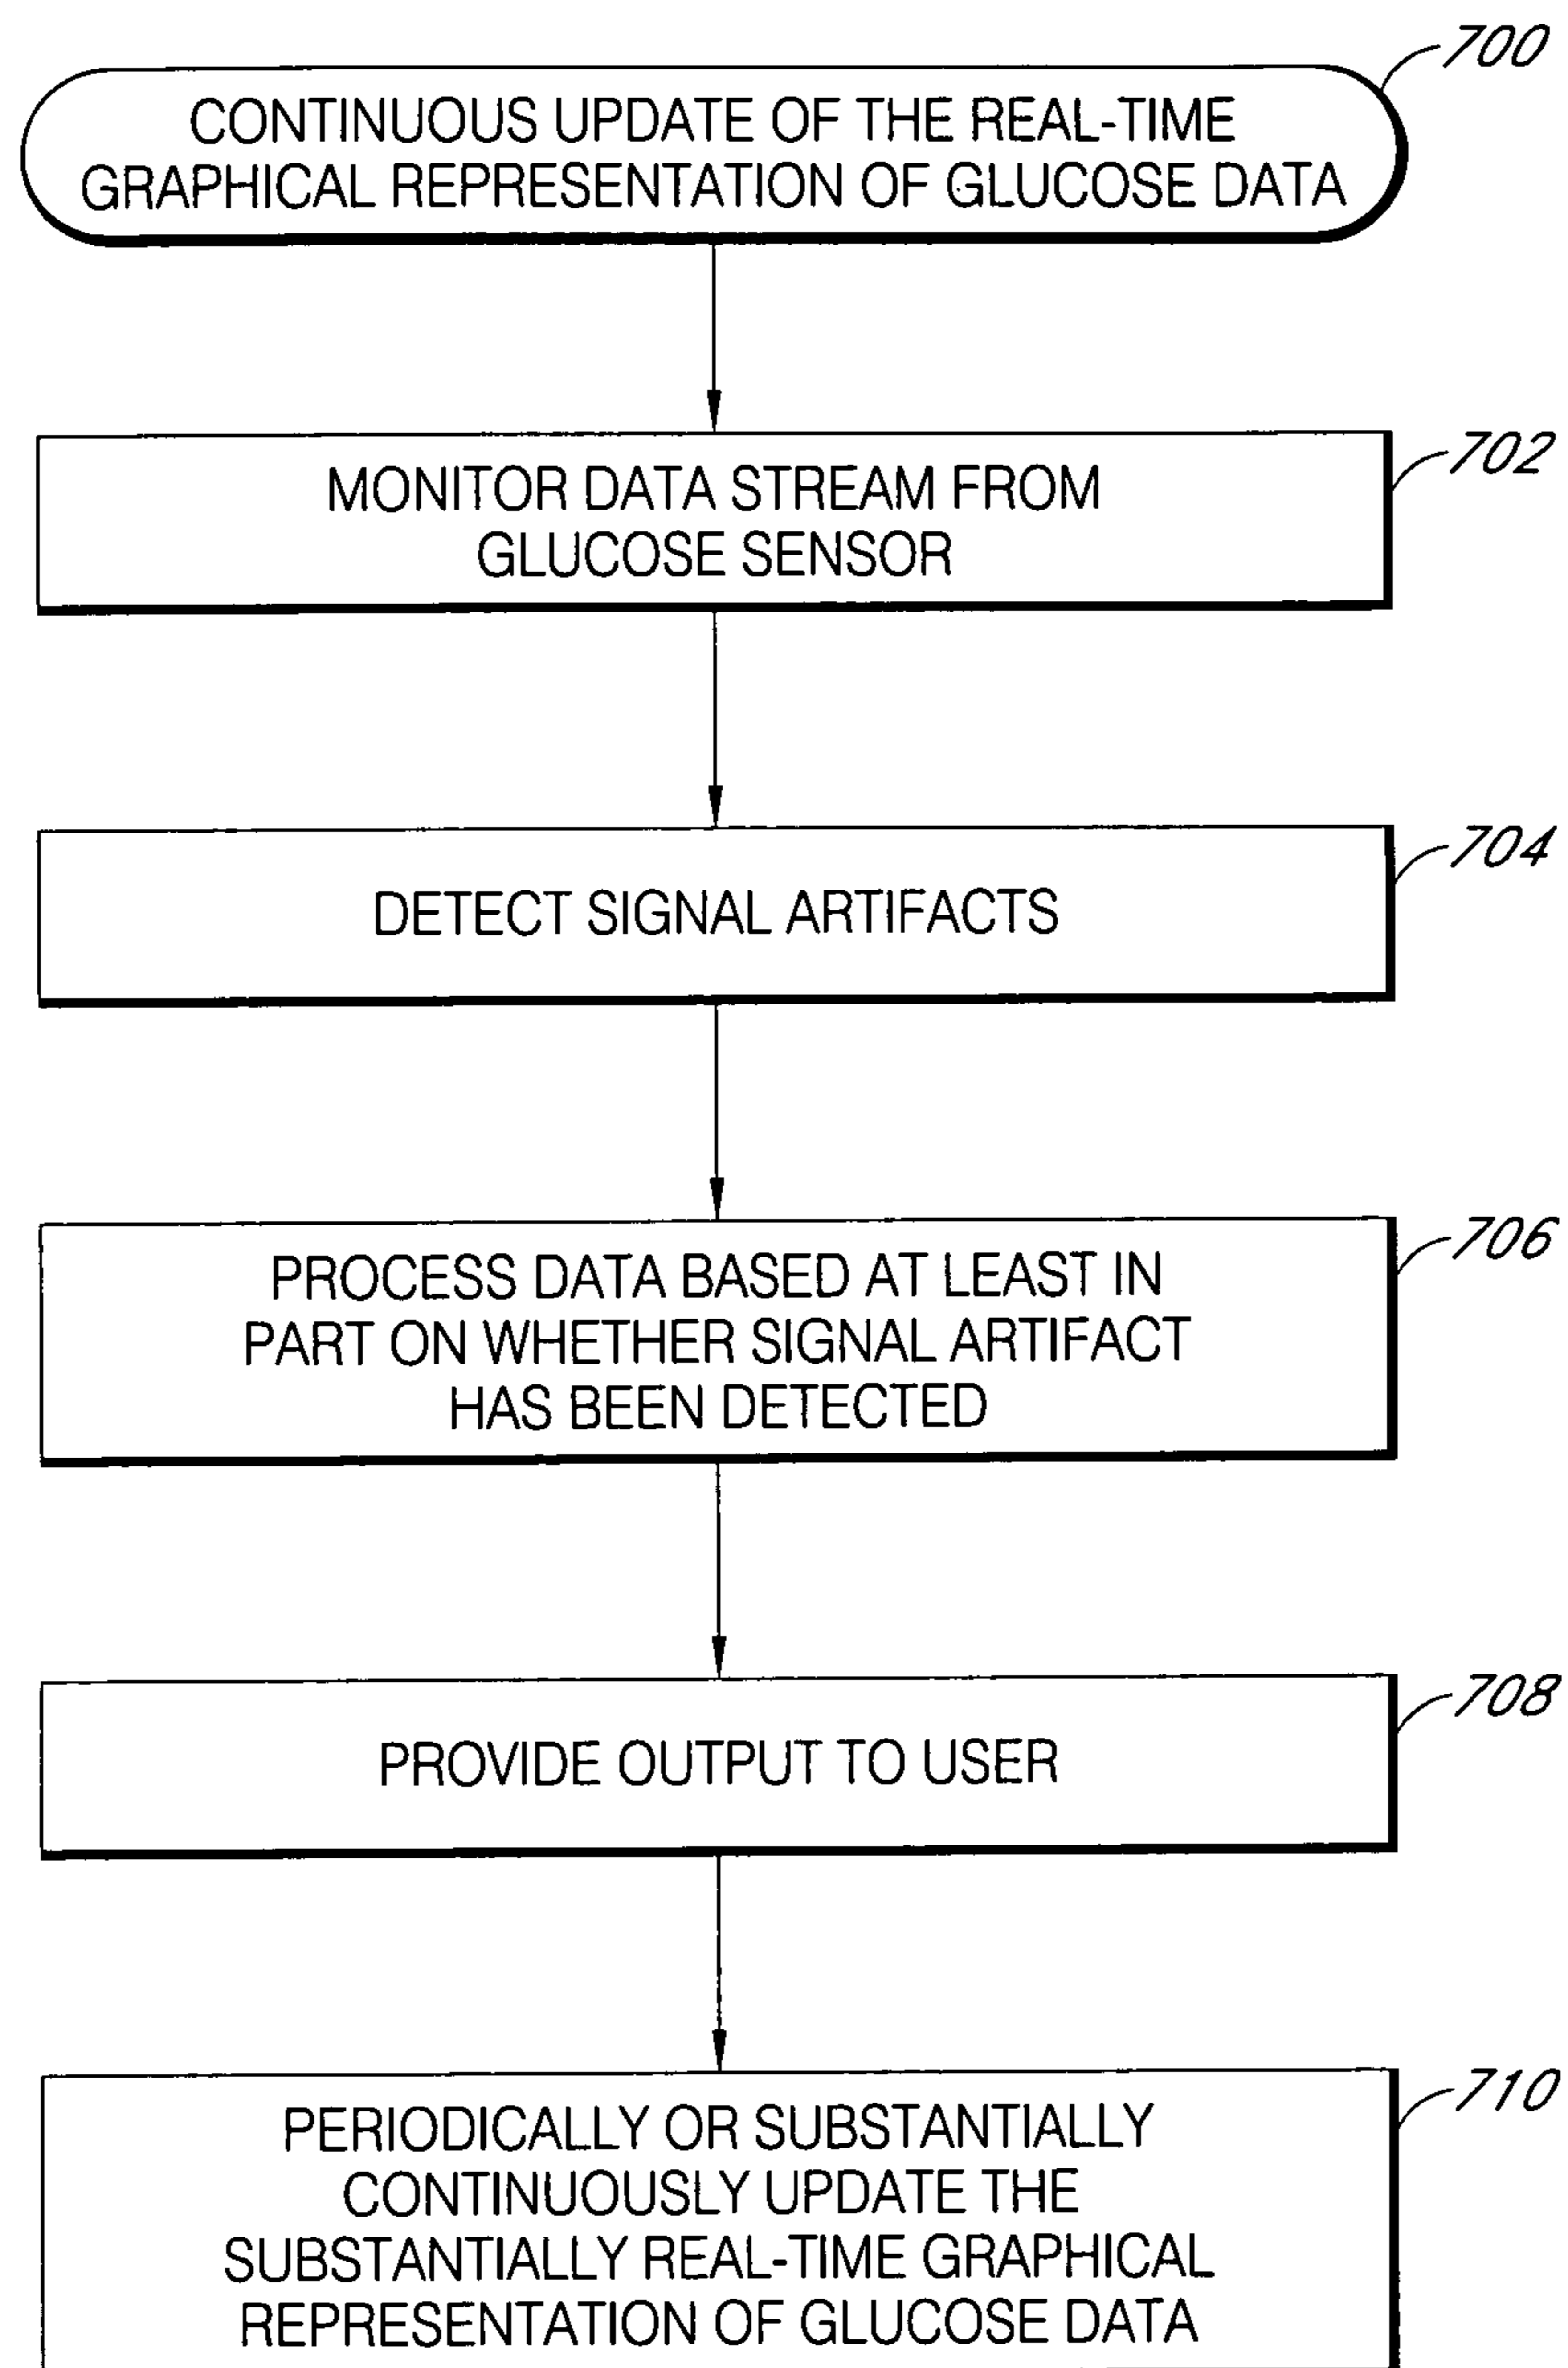 700
CONTINUOUS UPDATE OF THE REAL-TIME
GRAPHICAL REPRESENTATION OF GLUCOSE DATA
702
MONITOR DATA STREAM FROM
GLUCOSE SENSOR
704
DETECT SIGNAL ARTIFACTS
706
PROCESS DATA BASED AT LEAST IN
PART ON WHETHER SIGNAL ARTIFACT
HAS BEEN DETECTED
708
PROVIDE OUTPUT TO USER
710
PERIODICALLY OR SUBSTANTIALLY
CONTINUOUSLY UPDATE THE
SUBSTANTIALLY REAL-TIME GRAPHICAL
REPRESENTATION OF GLUCOSE DATA